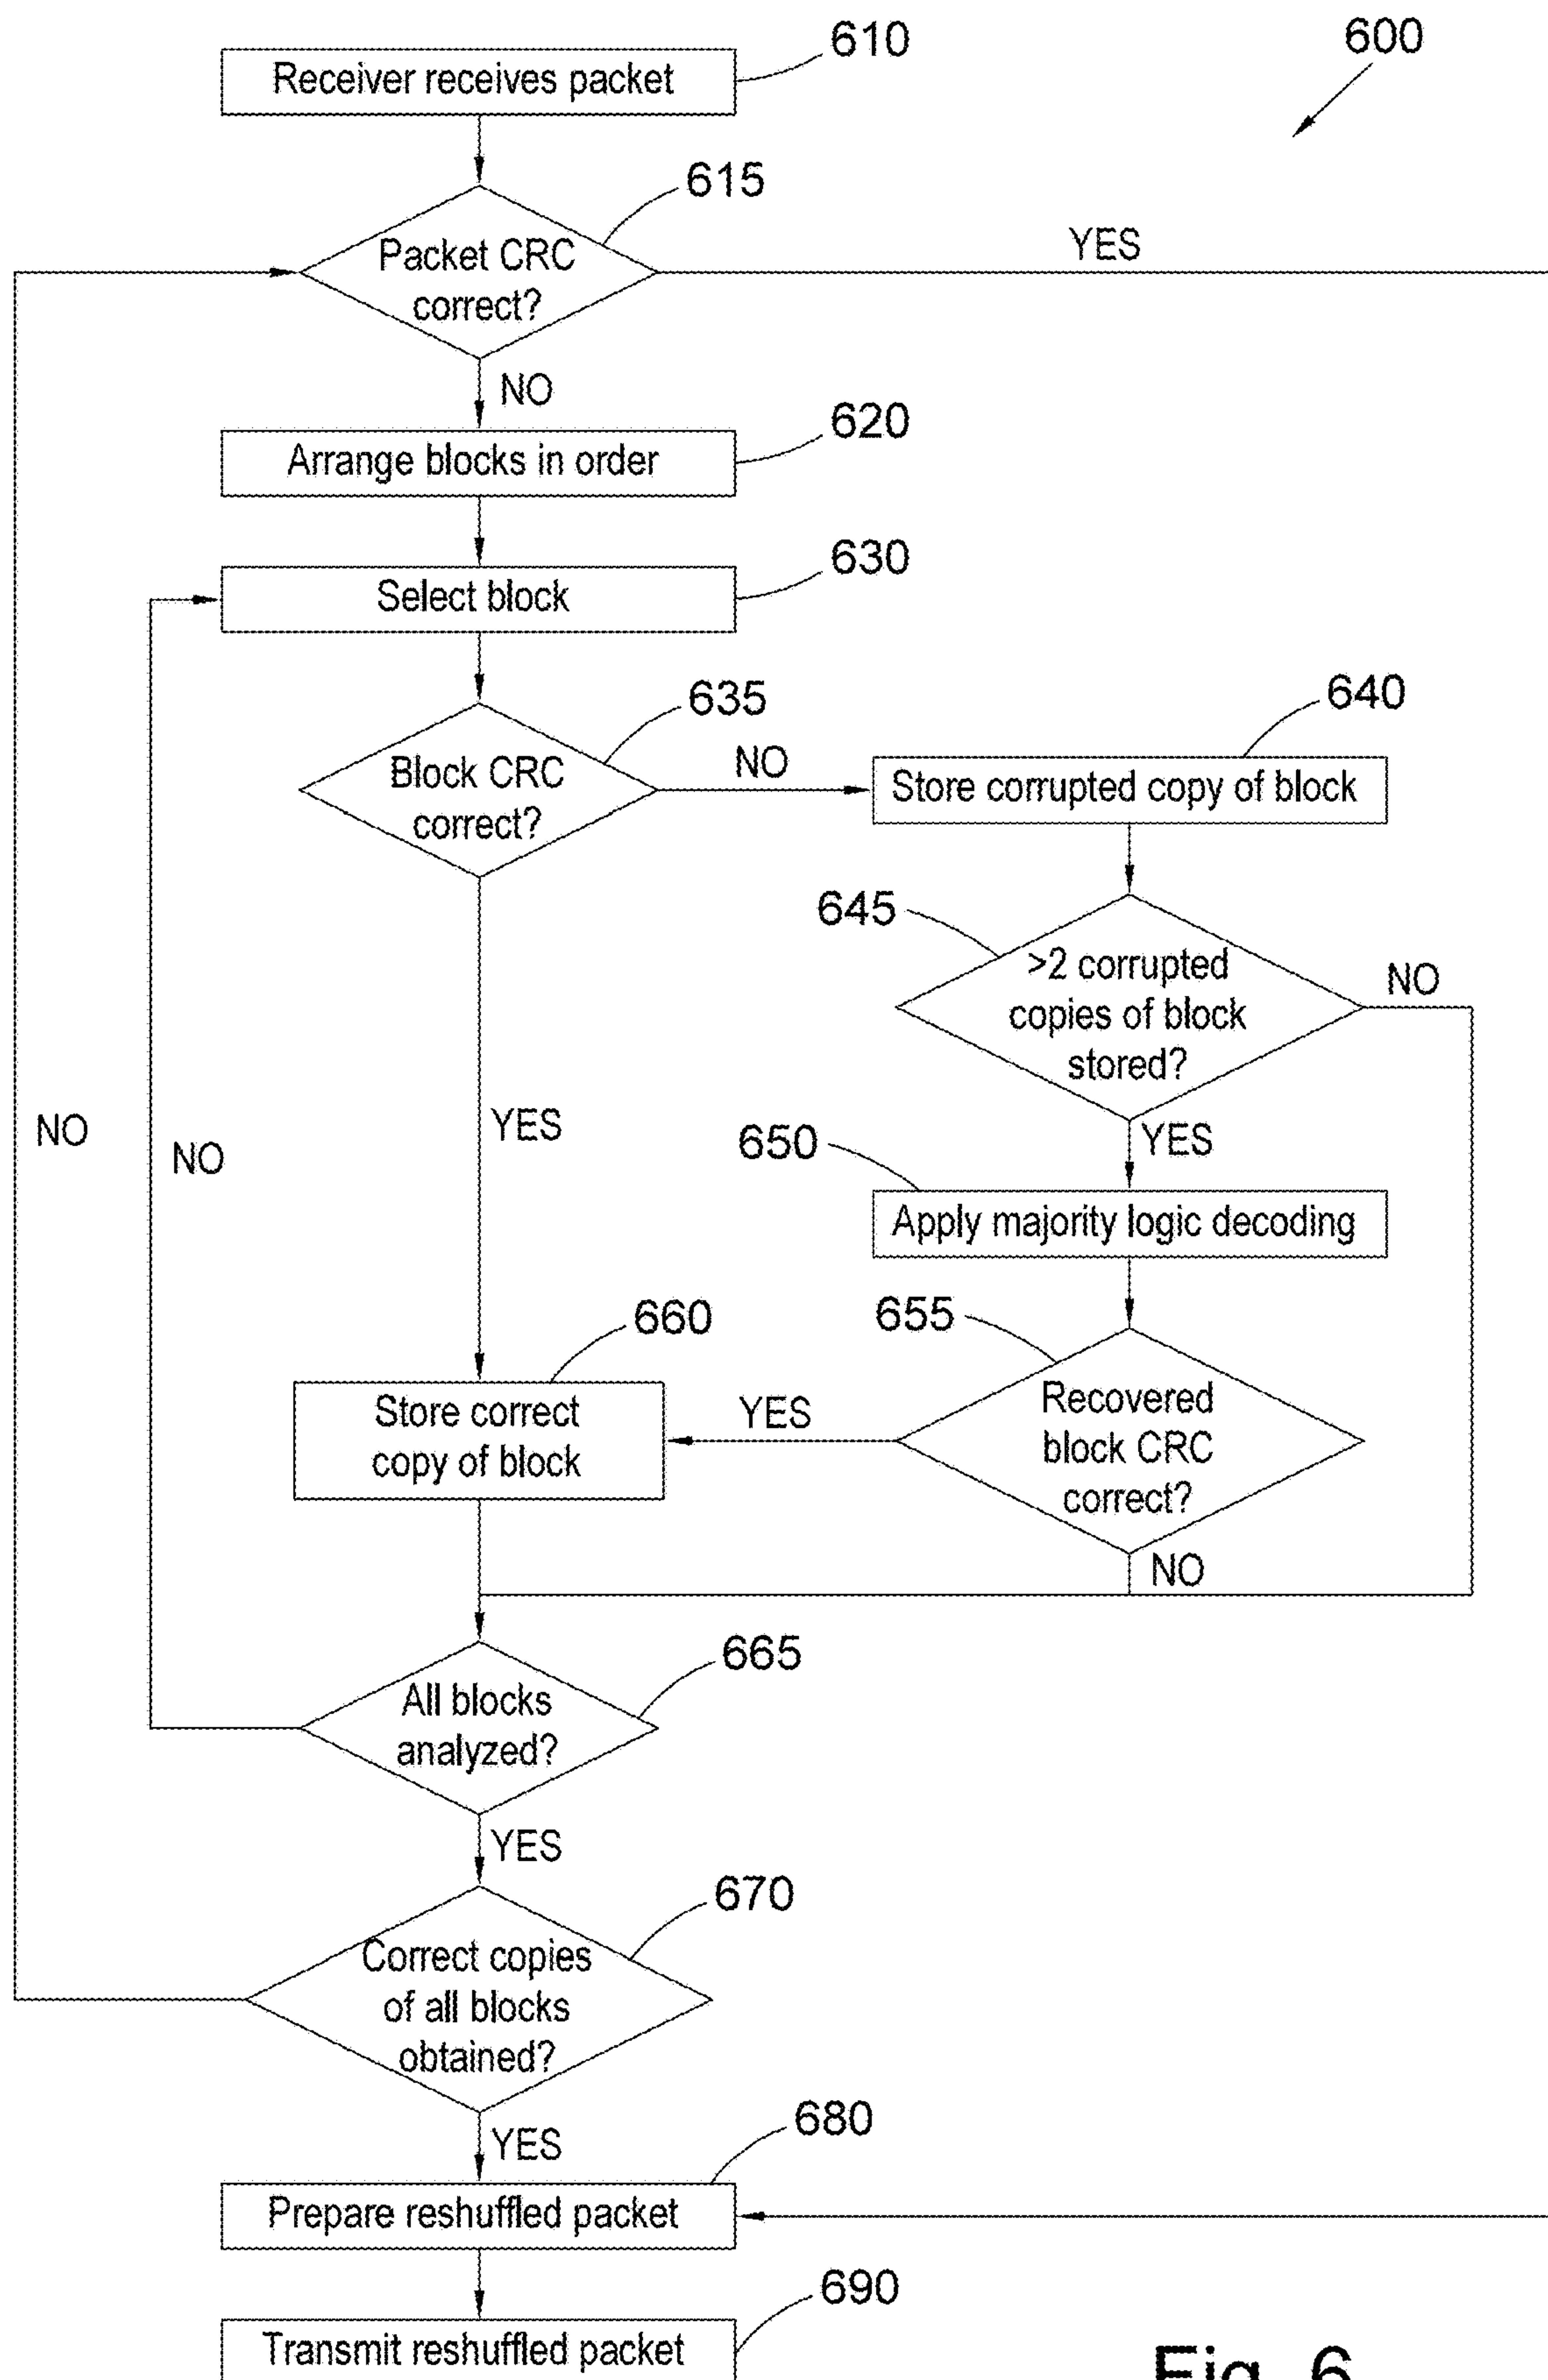 610
600
Receiver receives packet
615
Packet CRC
correct?
YES
NO
620
Arrange blocks in order
630
Select block
635
640
Block CRC
correct?
NO
Store corrupted copy of block
645
>2 corrupted
copies of block
stored?
NO
NO
NO
YES
650
YES
Apply majority logic decoding
660
655
Store correct
copy of block
YES
Recovered
block CRC
correct?
NO
665
All blocks
analyzed?
YES
670
Correct copies
of all blocks
obtained?
YES
680
Prepare reshuffled packet
690
Transmit reshuffled packet
Fig. 6